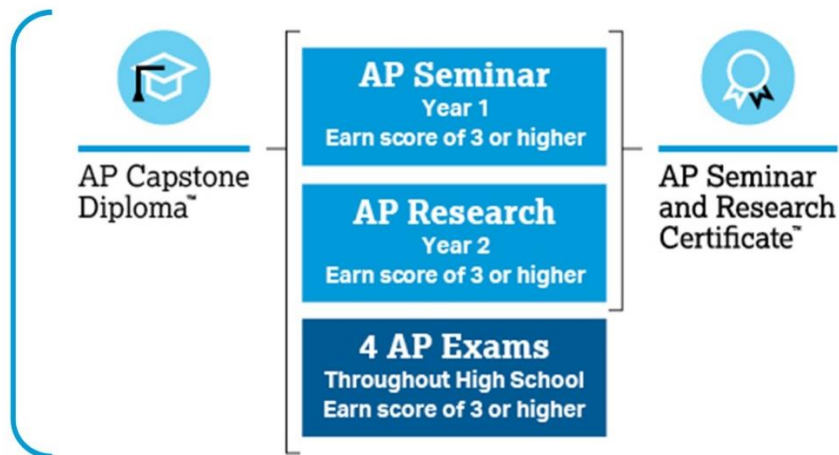 AP Capstone
Diploma™
AP Seminar
Year 1
Earn score of 3 or higher
AP Research
Year 2
Earn score of 3 or higher
4 AP Exams
Throughout High School
Earn score of 3 or higher
AP Seminar
and Research
Certificate™